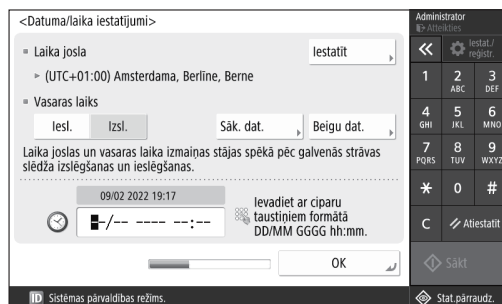 <Datuma/laika iestatījumi>
Laika josla
Iestatīt
(UTC+01:00) Amsterdama, Berlīne, Berne
Vasaras laiks
Iesl.
Izsl.
Sāk. dat.
Beigu dat.
Laika joslas un vasaras laika izmaiņas stājas spēkā pēc galvenās strāvas
slēdža izslēgšanas un ieslēgšanas.
09/02 2022 19:17
-/-- ---- --:--
Ievadiet ar ciparu
taustiņiem formātā
DD/MM GGGG hh:mm.
OK
ID Sistēmas pārvaldības režīms.
Administrator
Atteikties
Iestat./
reģistr.
1
2
ABC
3
DEF
4
GHI
5
JKL
6
MNO
7
PQRS
8
TUV
9
WXYZ
0
#
C
Atiestatīt
Sākt
Stat.pārraudz.